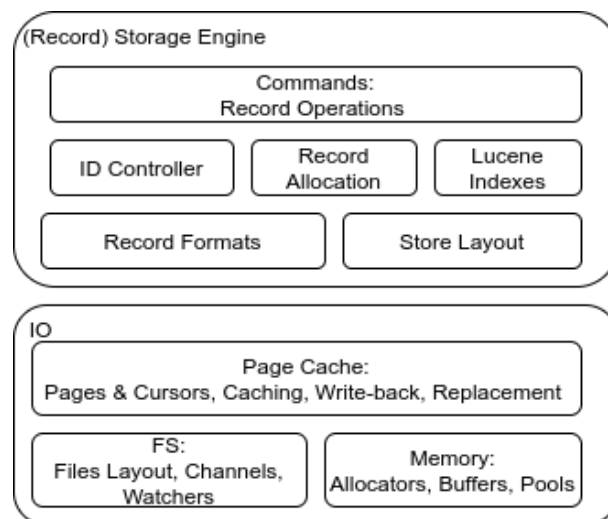 (Record) Storage Engine
Commands:
Record Operations
ID Controller
Record
Allocation
Lucene
Indexes
Record Formats
Store Layout
IO
Page Cache:
Pages & Cursors, Caching, Write-back, Replacement
FS:
Files Layout, Channels,
Watchers
Memory:
Allocators, Buffers, Pools